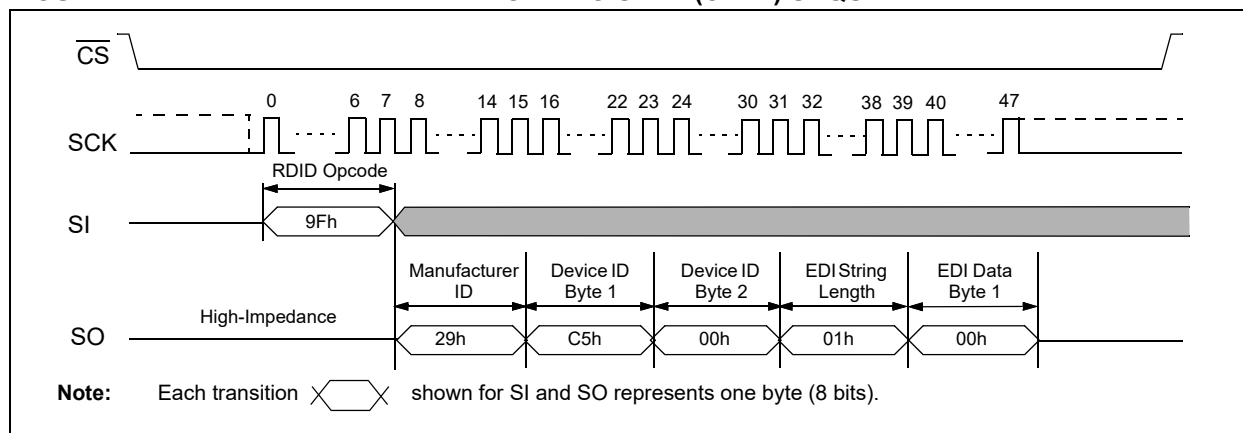 CS
0 6 7 8 14 15 16 22 23 24 30 31 32 38 39 40 47
SCK
RDID Opcode
SI
9Fh
Manufacturer ID
Device ID Byte 1
Device ID Byte 2
EDI String Length
EDI Data Byte 1
High-Impedance
SO
29h C5h 00h 01h 00h
Note: Each transition shown for SI and SO represents one byte (8 bits).